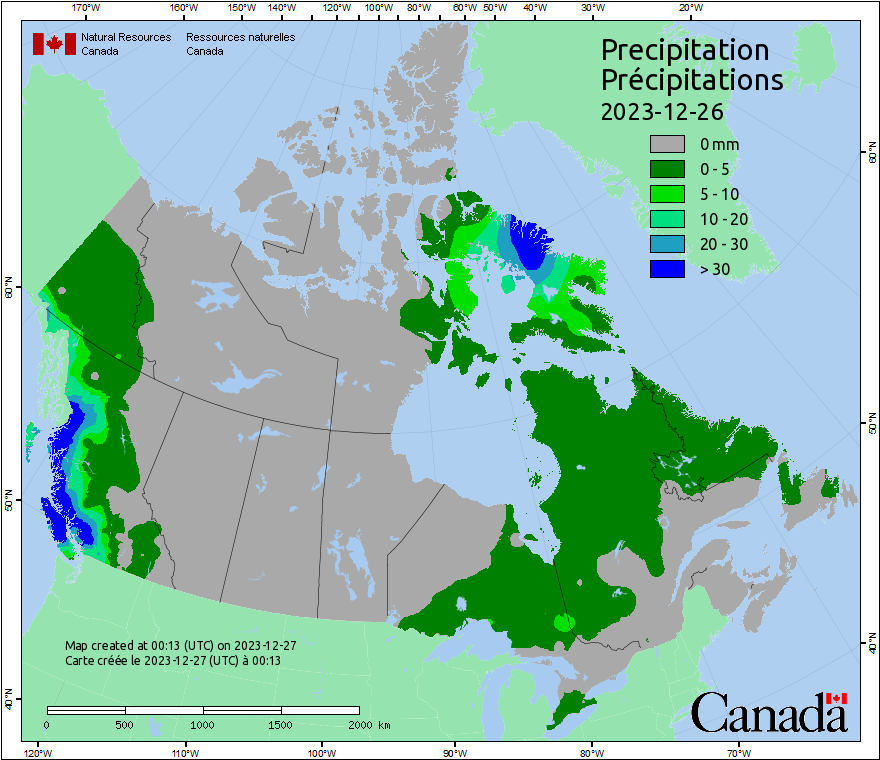 170°W 160°W 150°W 140°W 120°W 100°W 80°W 60°W 50°W 40°W 30°W 20°W
Natural Resources Ressources naturelles
Canada Canada
Precipitation
Précipitations
2023-12-26
0 mm
0 - 5
5 - 10
10 - 20
20 - 30
> 30
60°N
60°N
50°N
50°N
40°N
40°N
Map created at 00:13 (UTC) on 2023-12-27
Carte créée le 2023-12-27 (UTC) à 00:13
0 500 1000 1500 2000 km
Canada
120°W 110°W 100°W 90°W 80°W 70°W